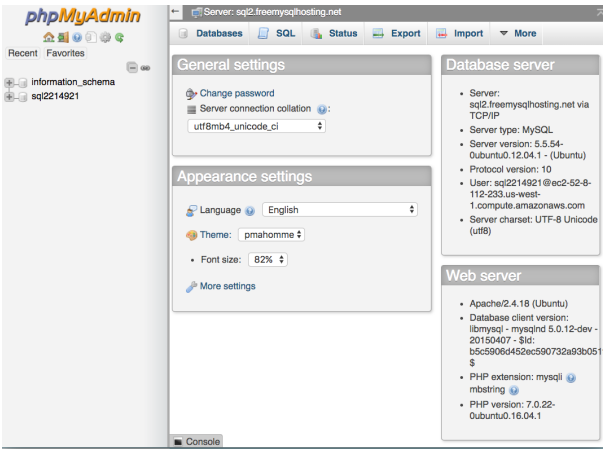 phpMyAdmin
Recent Favorites
information_schema
sql2214921
Server: sql2.freemysqlhosting.net
Databases SQL Status Export Import More
General settings
Change password
Server connection collation :
utf8mb4_unicode_ci
Appearance settings
Language English
Theme: pmahomme
• Font size: 82%
More settings
Database server
• Server:
sql2.freemysqlhosting.net via
TCP/IP
• Server type: MySQL
• Server version: 5.5.54-
0ubuntu0.12.04.1 - (Ubuntu)
• Protocol version: 10
• User: sql2214921@ec2-52-8-
112-233.us-west-
1.compute.amazonaws.com
• Server charset: UTF-8 Unicode
(utf8)
Web server
• Apache/2.4.18 (Ubuntu)
• Database client version:
libmysql - mysqlnd 5.0.12-dev -
20150407 - $Id:
b5c5906d452ec590732a93b051
$
• PHP extension: mysqli
mbstring
• PHP version: 7.0.22-
0ubuntu0.16.04.1
Console